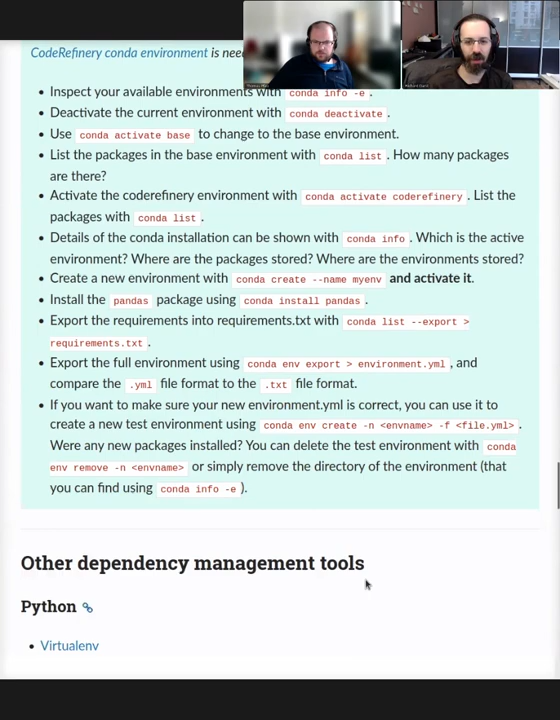 CodeRefinery conda environment is nee
Inspect your available environments with conda info -e .
Deactivate the current environment with conda deactivate .
Use conda activate base to change to the base environment.
List the packages in the base environment with conda list . How many packages
are there?
Activate the coderefinery environment with conda activate coderefinery . List the
packages with conda list .
Details of the conda installation can be shown with conda info . Which is the active
environment? Where are the packages stored? Where are the environments stored?
Create a new environment with conda create --name myenv and activate it.
Install the pandas package using conda install pandas .
Export the requirements into requirements.txt with conda list --export >
requirements.txt .
Export the full environment using conda env export > environment.yml , and
compare the .yml file format to the .txt file format.
If you want to make sure your new environment.yml is correct, you can use it to
create a new test environment using conda env create -n <envname> -f <file.yml> .
Were any new packages installed? You can delete the test environment with conda
env remove -n <envname> or simply remove the directory of the environment (that
you can find using conda info -e ).
Other dependency management tools
Python
Virtualenv